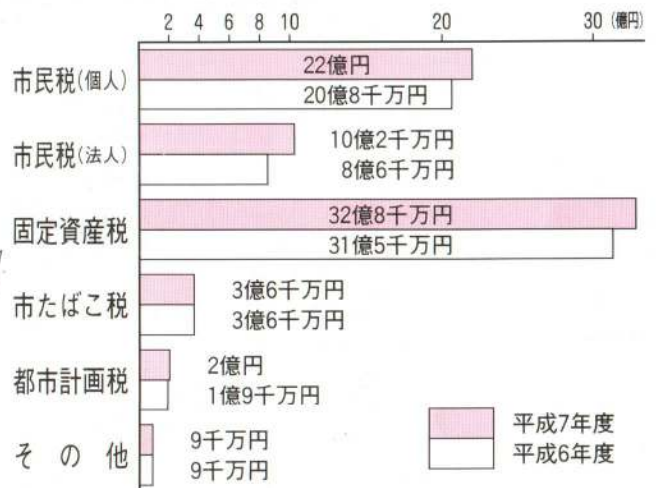 2 4 6 8 10 20 30 (億円)
市民税(個人)
22億円
20億8千万円
市民税(法人)
10億2千万円
8億6千万円
固定資産税
32億8千万円
31億5千万円
市たばこ税
3億6千万円
3億6千万円
都市計画税
2億円
1億9千万円
その他
9千万円
9千万円
平成7年度
平成6年度